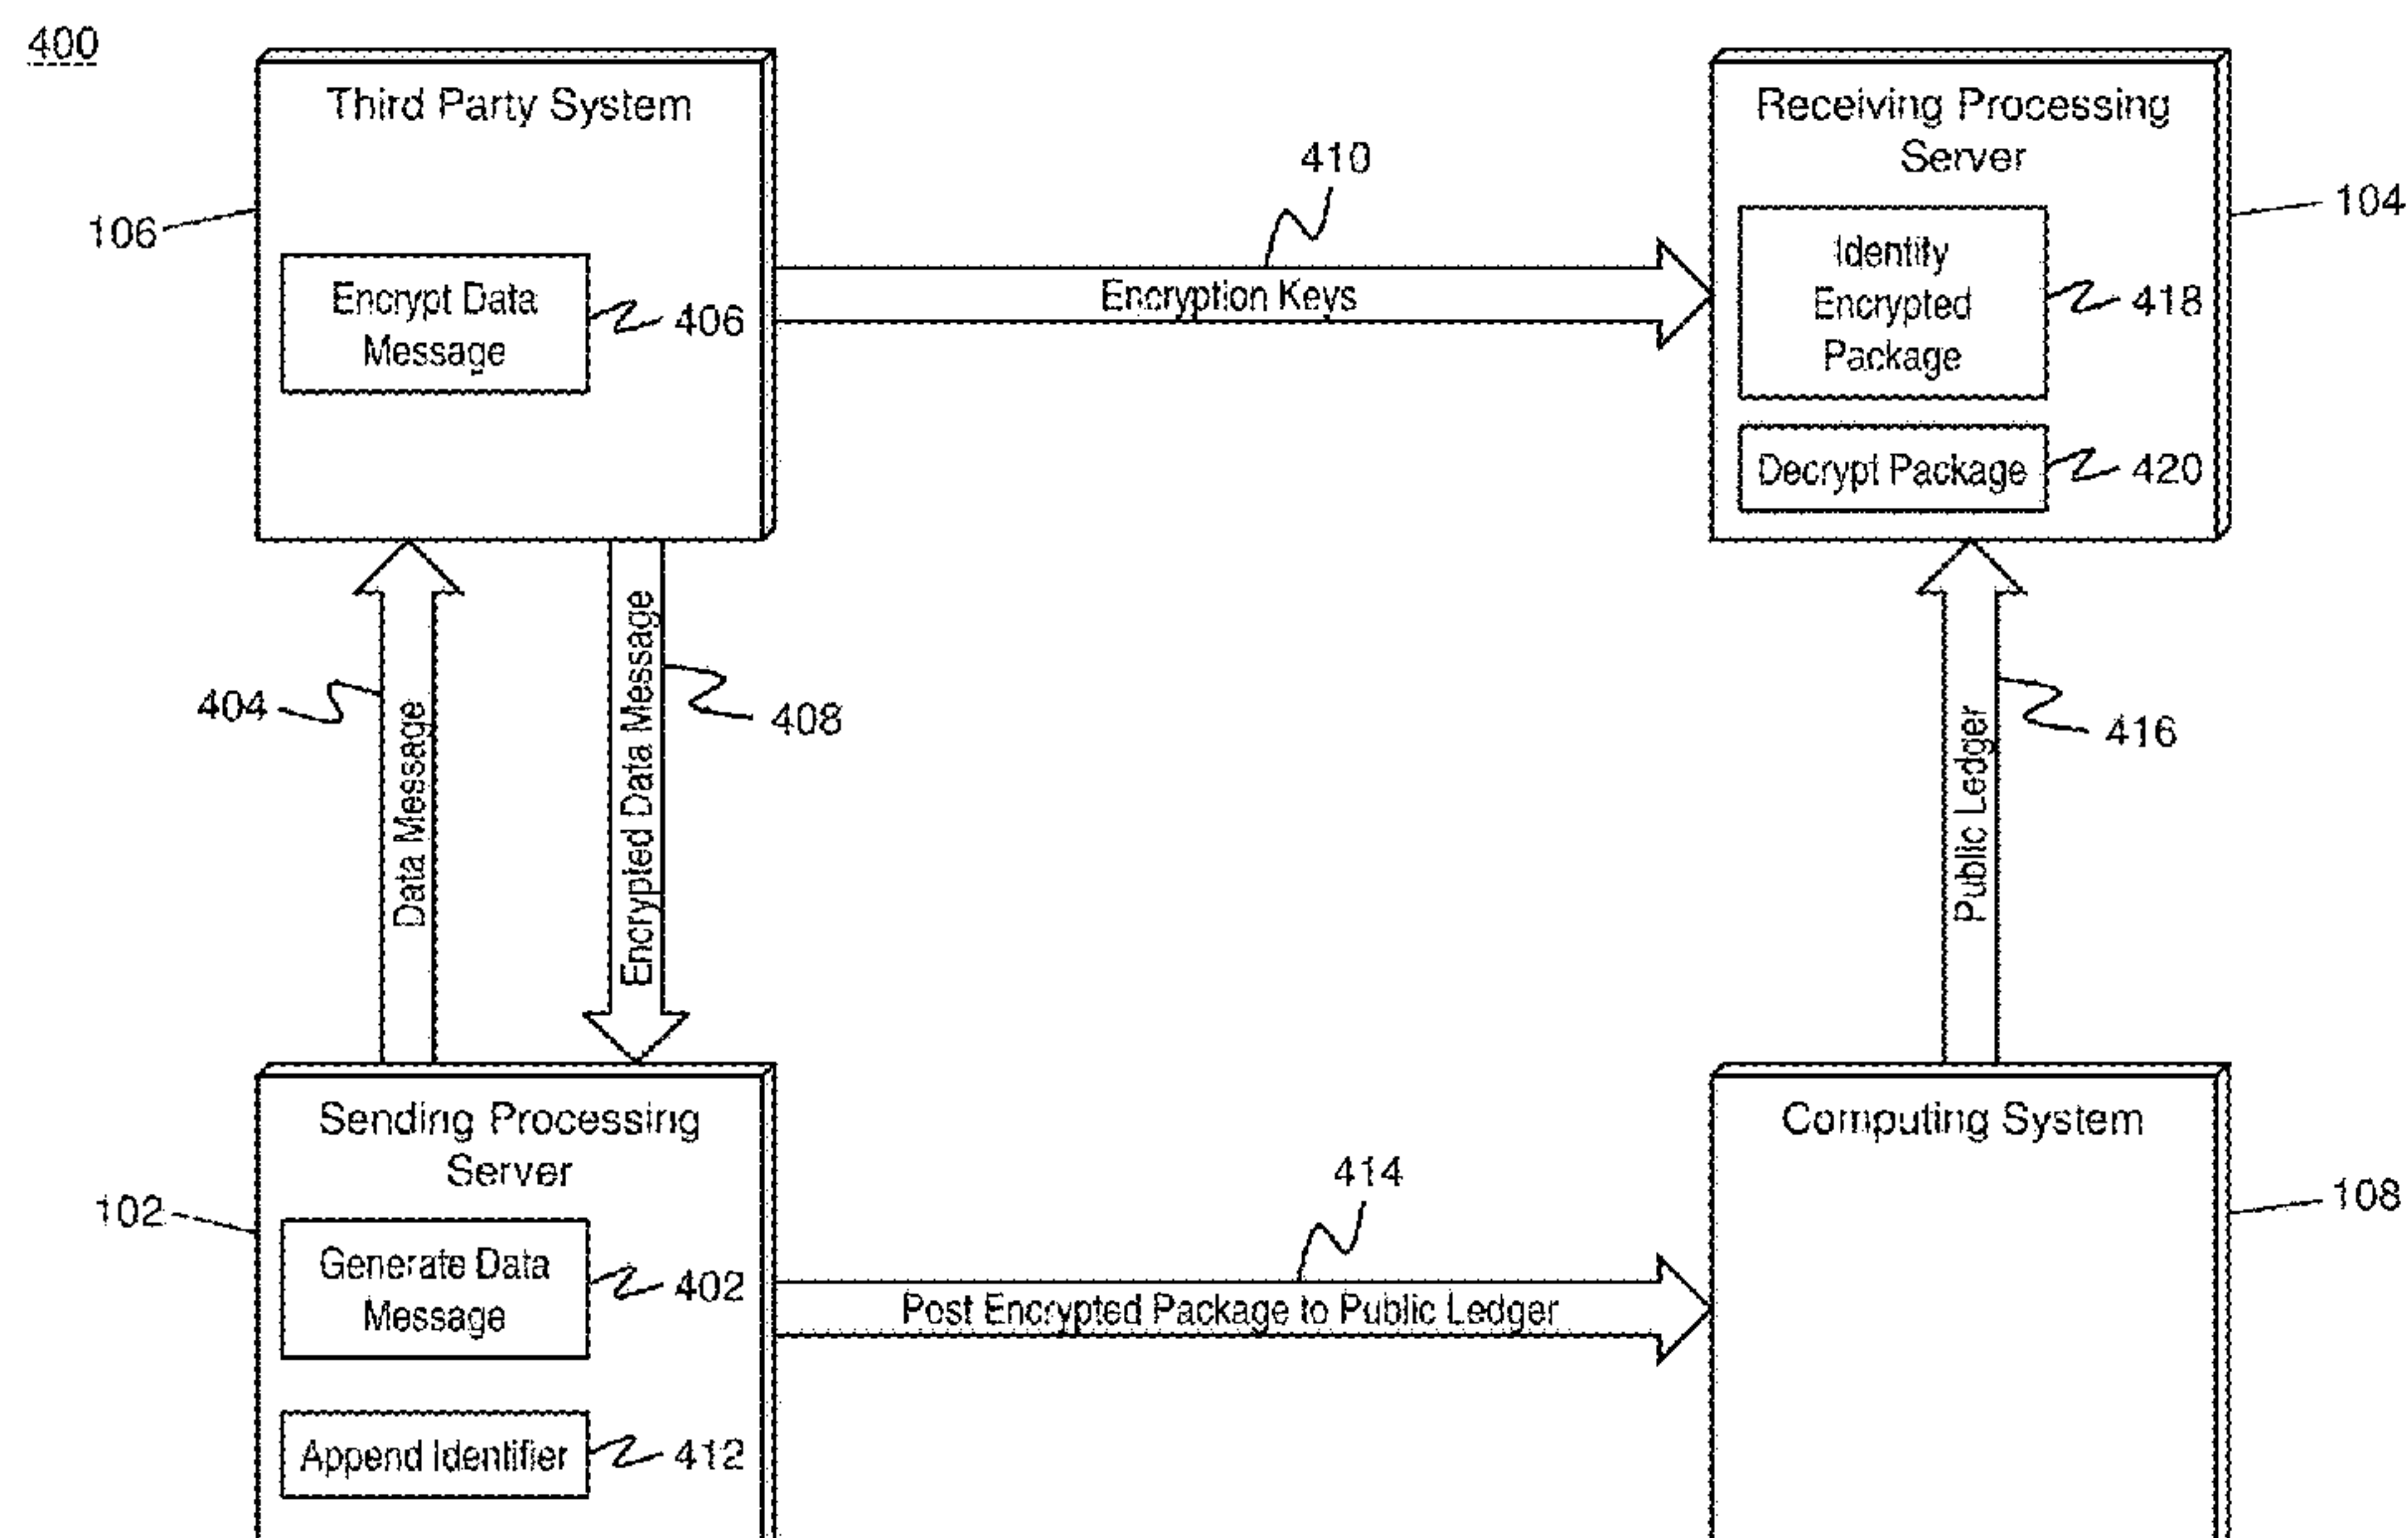 400
Third Party System
106
Encrypt Data
Message
406
410
Encryption Keys
Receiving Processing
Server
104
Identify
Encrypted
Package
418
Decrypt Package
420
404
Data Message
Encrypted Data Message
408
Public Ledger
416
Sending Processing
Server
102
Generate Data
Message
402
Append Identifier
412
414
Post Encrypted Package to Public Ledger
Computing System
108